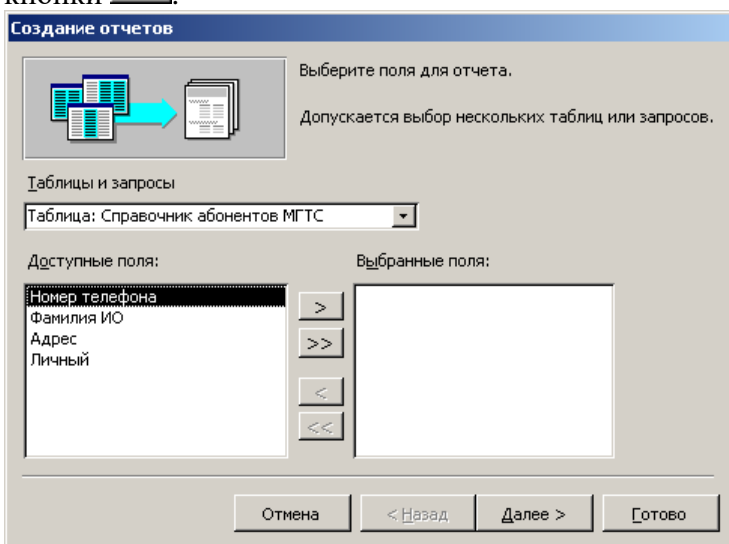 кнопки
Создание отчетов
Выберите поля для отчета.
Допускается выбор нескольких таблиц или запросов.
Таблицы и запросы
Таблица: Справочник абонентов МГТС
Доступные поля:
Выбранные поля:
Номер телефона
Фамилия ИО
Адрес
Личный
>
>>
<
<<
Отмена
< Назад
Далее >
Готово